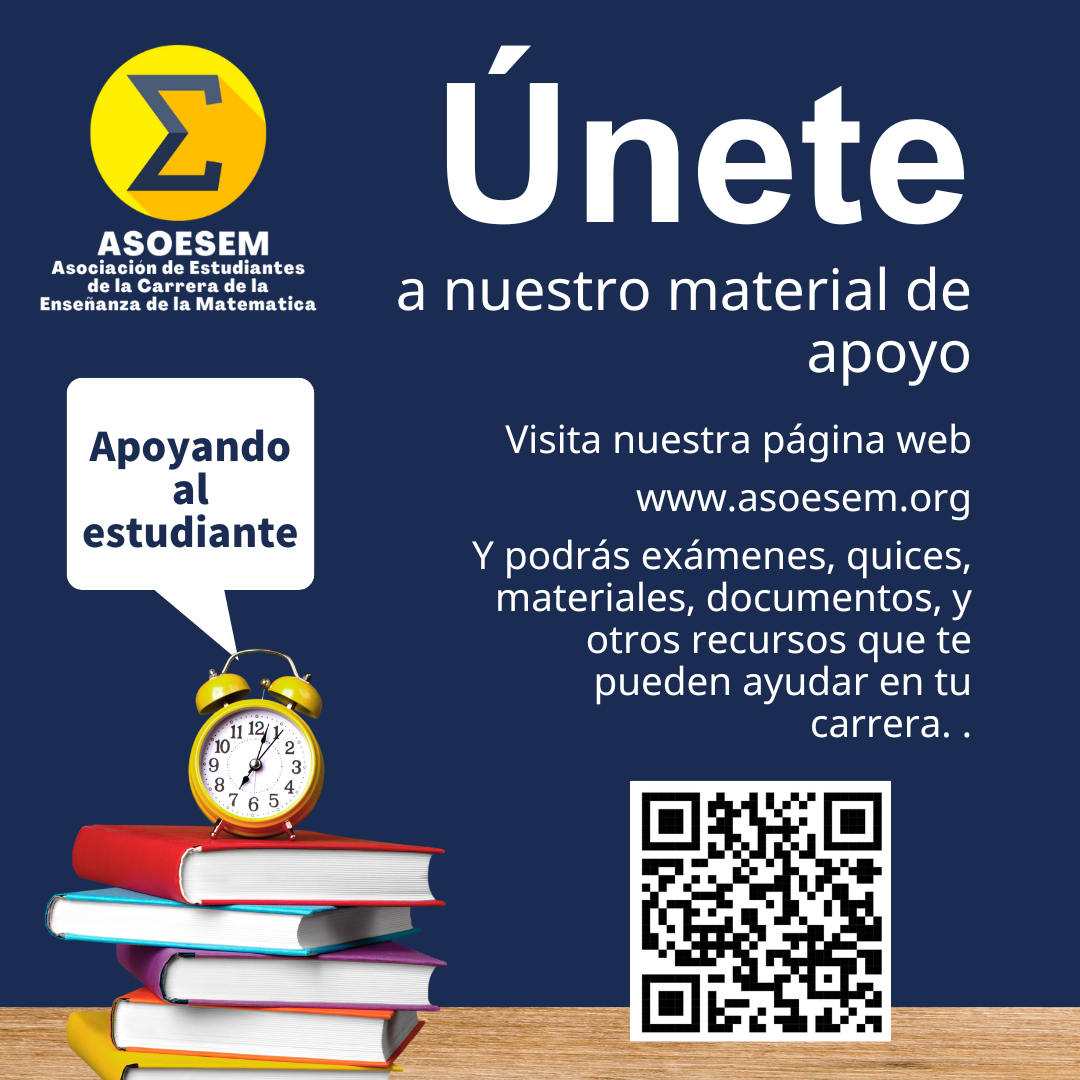 Σ
ASOESEM
Asociación de Estudiantes
de la Carrera de la
Enseñanza de la Matematica
Únete
a nuestro material de
apoyo
Visita nuestra página web
www.asoesem.org
Y podrás exámenes, quices,
materiales, documentos, y
otros recursos que te
pueden ayudar en tu
carrera. .
Apoyando
al
estudiante
12
1
2
3
4
5
6
7
8
9
10
11